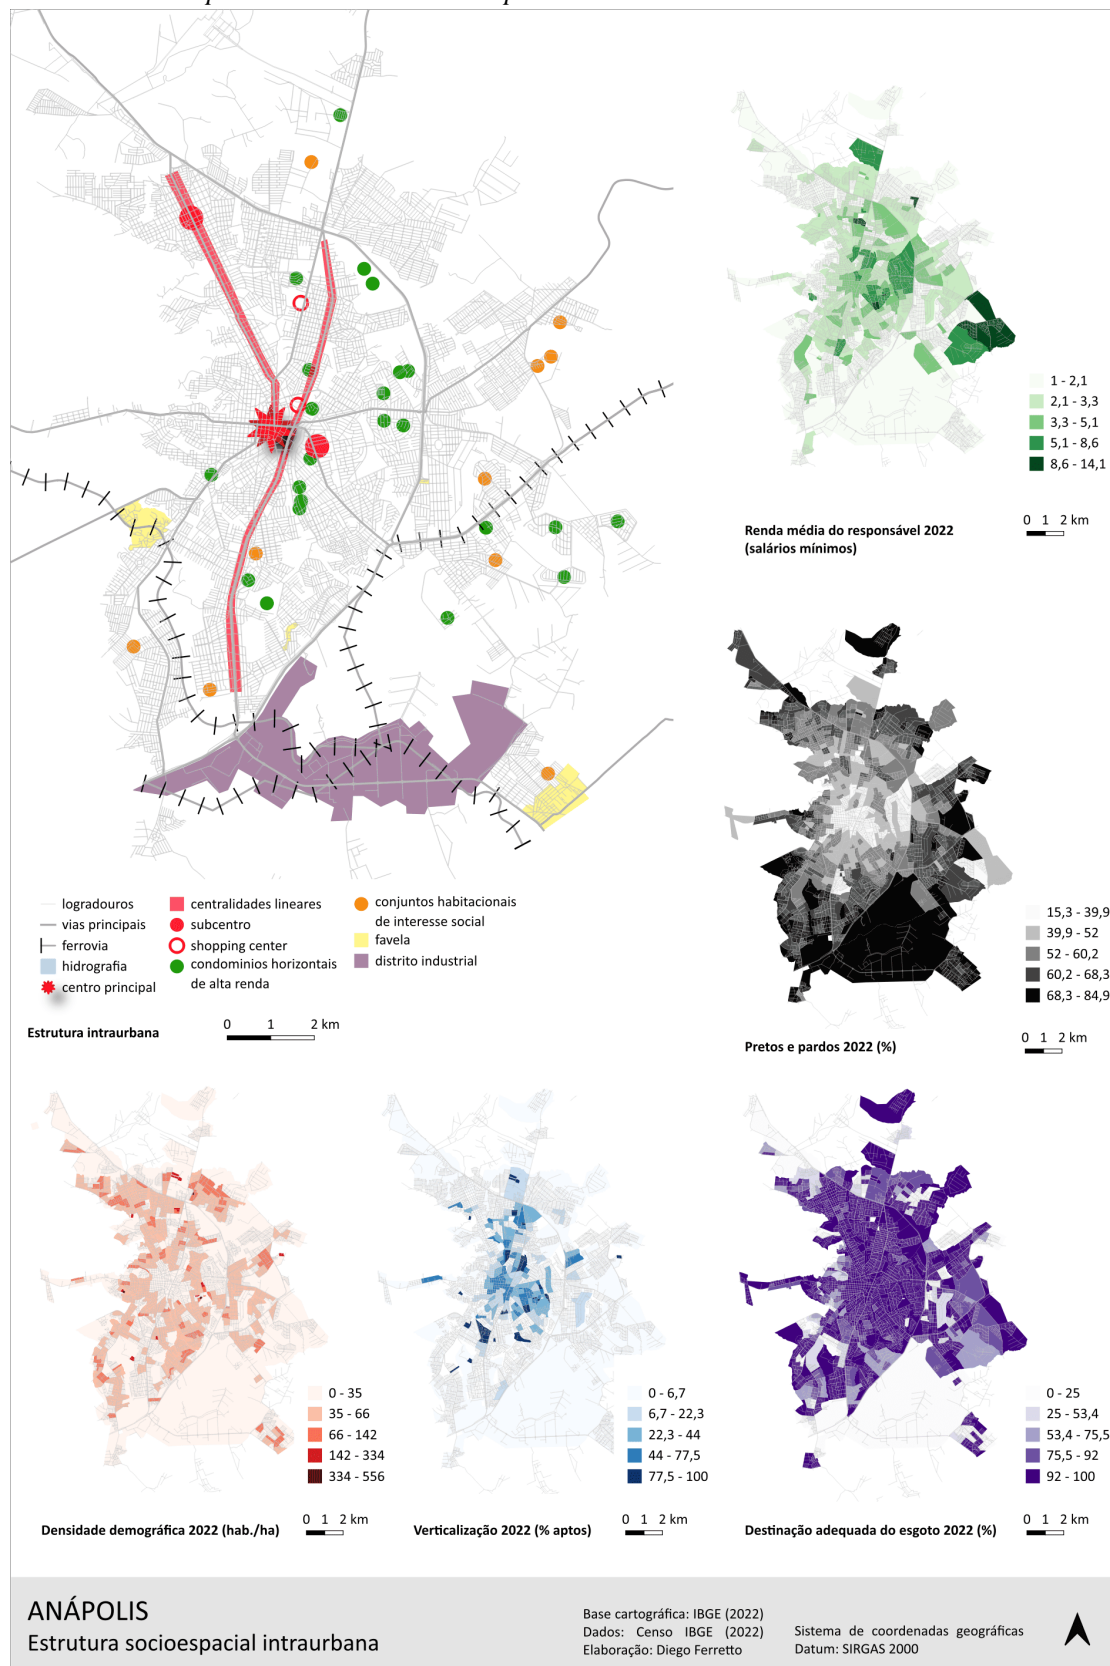 logradouros
vias principais
ferrovia
hidrografia
centro principal
centralidades lineares
subcentro
shopping center
condominios horizontais
de alta renda
conjuntos habitacionais
de interesse social
favela
distrito industrial
Estrutura intraurbana
0 1 2 km
1 - 2,1
2,1 - 3,3
3,3 - 5,1
5,1 - 8,6
8,6 - 14,1
Renda média do responsável 2022
(salários mínimos)
0 1 2 km
15,3 - 39,9
39,9 - 52
52 - 60,2
60,2 - 68,3
68,3 - 84,9
Pretos e pardos 2022 (%)
0 1 2 km
0 - 35
35 - 66
66 - 142
142 - 334
334 - 556
Densidade demográfica 2022 (hab./ha)
0 1 2 km
0 - 6,7
6,7 - 22,3
22,3 - 44
44 - 77,5
77,5 - 100
Verticalização 2022 (% aptos)
0 1 2 km
0 - 25
25 - 53,4
53,4 - 75,5
75,5 - 92
92 - 100
Destinação adequada do esgoto 2022 (%)
0 1 2 km
ANÁPOLIS
Estrutura socioespacial intraurbana
Base cartográfica: IBGE (2022)
Dados: Censo IBGE (2022)
Elaboração: Diego Ferretto
Sistema de coordenadas geográficas
Datum: SIRGAS 2000